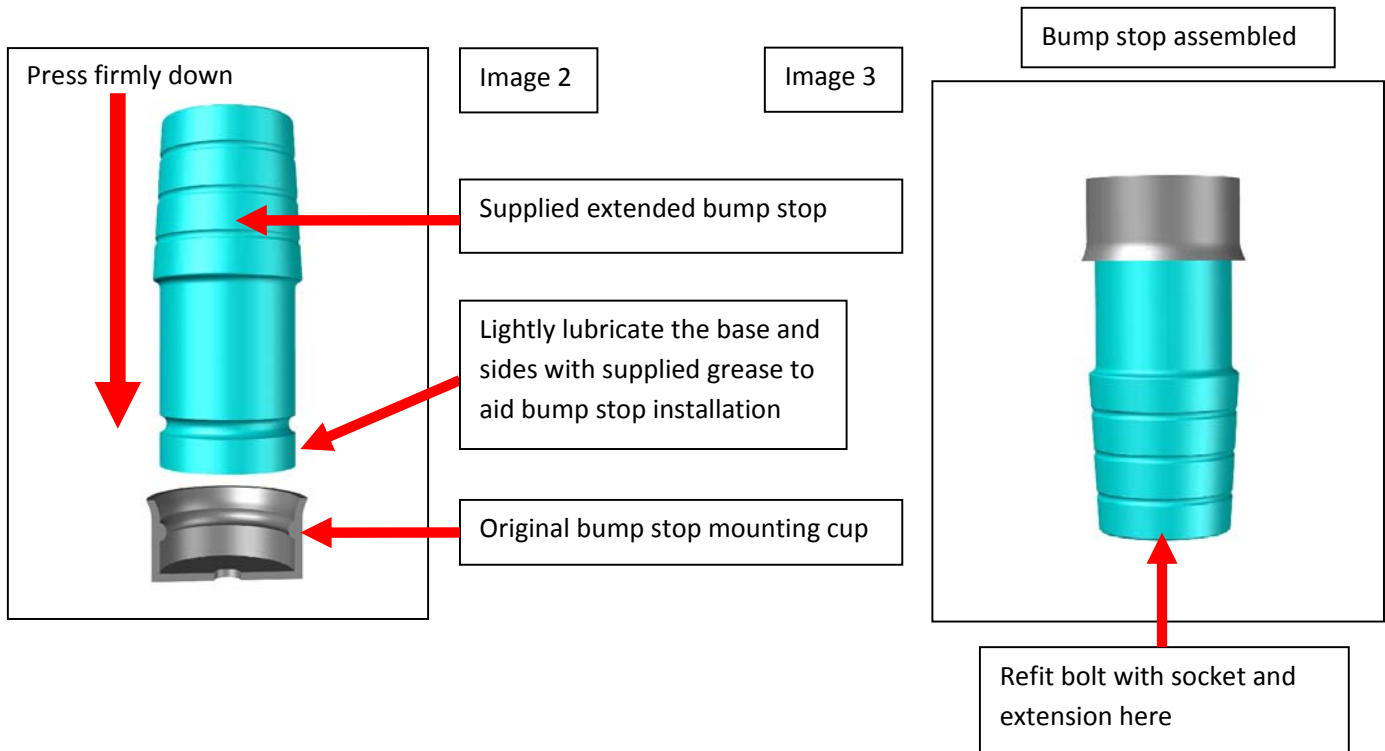 Press firmly down
Image 2
Image 3
Bump stop assembled
Supplied extended bump stop
Lightly lubricate the base and
sides with supplied grease to
aid bump stop installation
Original bump stop mounting cup
Refit bolt with socket and
extension here